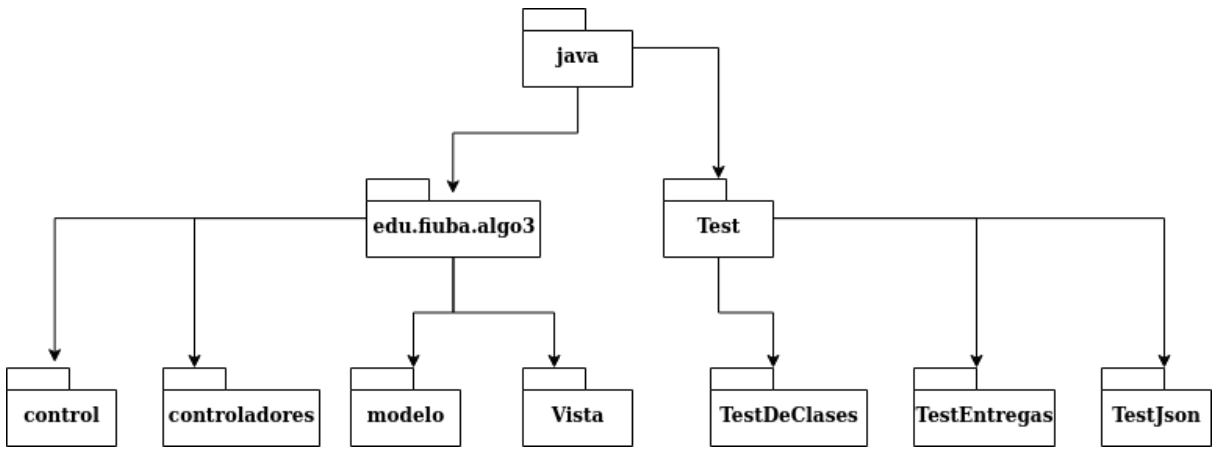 java
edu.fiuba.algo3
Test
control
controladores
modelo
Vista
TestDeClases
TestEntregas
TestJson